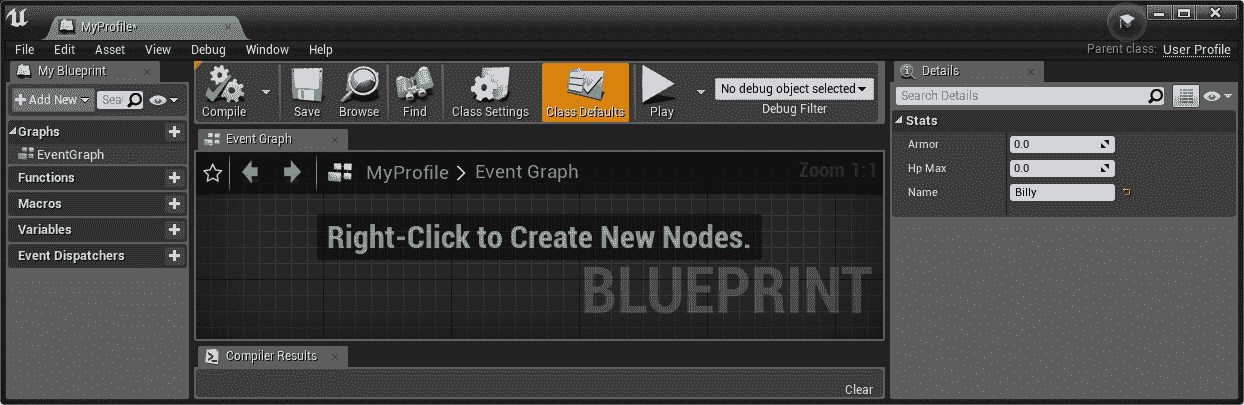 MyProfile*
File Edit Asset View Debug Window Help
Parent class: User Profile
My Blueprint
Add New
Sea
Graphs
EventGraph
Functions
Macros
Variables
Event Dispatchers
Compile
Save
Browse
Find
Class Settings
Class Defaults
Play
No debug object selected
Debug Filter
Event Graph
MyProfile > Event Graph
Zoom 1:1
Right-Click to Create New Nodes.
BLUEPRINT
Compiler Results
Clear
Details
Search Details
Stats
Armor 0.0
Hp Max 0.0
Name Billy